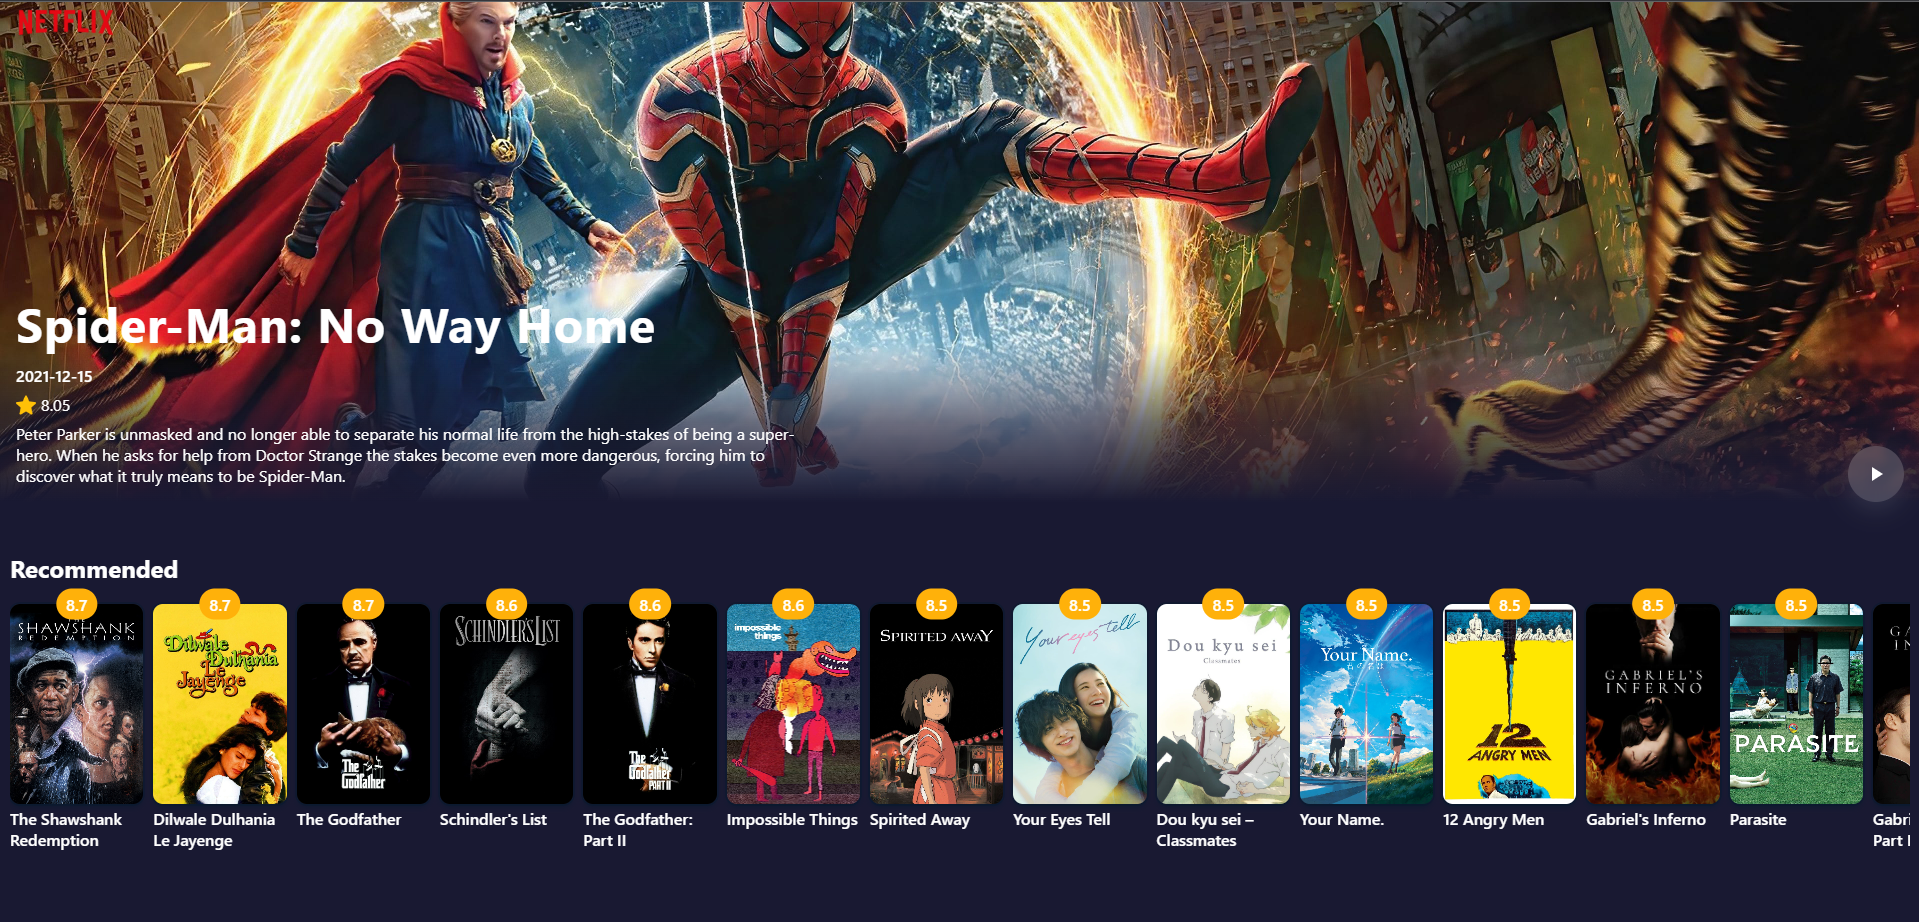 NETFLIX
PUBLIC
ENEMY
Spider-Man: No Way Home
2021-12-15
8.05
Peter Parker is unmasked and no longer able to separate his normal life from the high-stakes of being a super-
hero. When he asks for help from Doctor Strange the stakes become even more dangerous, forcing him to
discover what it truly means to be Spider-Man.
Recommended
8.7
8.7
8.7
8.6
8.6
8.6
8.5
8.5
8.5
8.5
8.5
8.5
8.5
SHAWSHANK
REDEMPTION
Dilwale
Dulhania
Le
Jayenge
The
Godfather
SCHINDLER'S LIST
The
Godfather
PART II
impossible
things
SPIRITED AWAY
Your eyes tell
Dou kyu sei
Classmates
Your Name.
12
ANGRY MEN
GABRIEL'S
INFERNO
PARASITE
The Shawshank
Redemption
Dilwale Dulhania
Le Jayenge
The Godfather
Schindler's List
The Godfather:
Part II
Impossible Things
Spirited Away
Your Eyes Tell
Dou kyu sei –
Classmates
Your Name.
12 Angry Men
Gabriel's Inferno
Parasite
Gabri
Part I